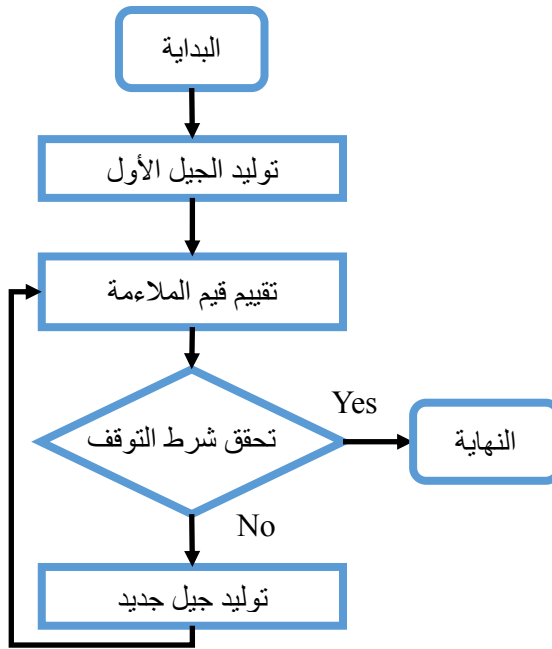 البداية
توليد الجيل الأول
تقييم قيم الملاءمة
تحقق شرط التوقف
Yes
النهاية
No
توليد جيل جديد